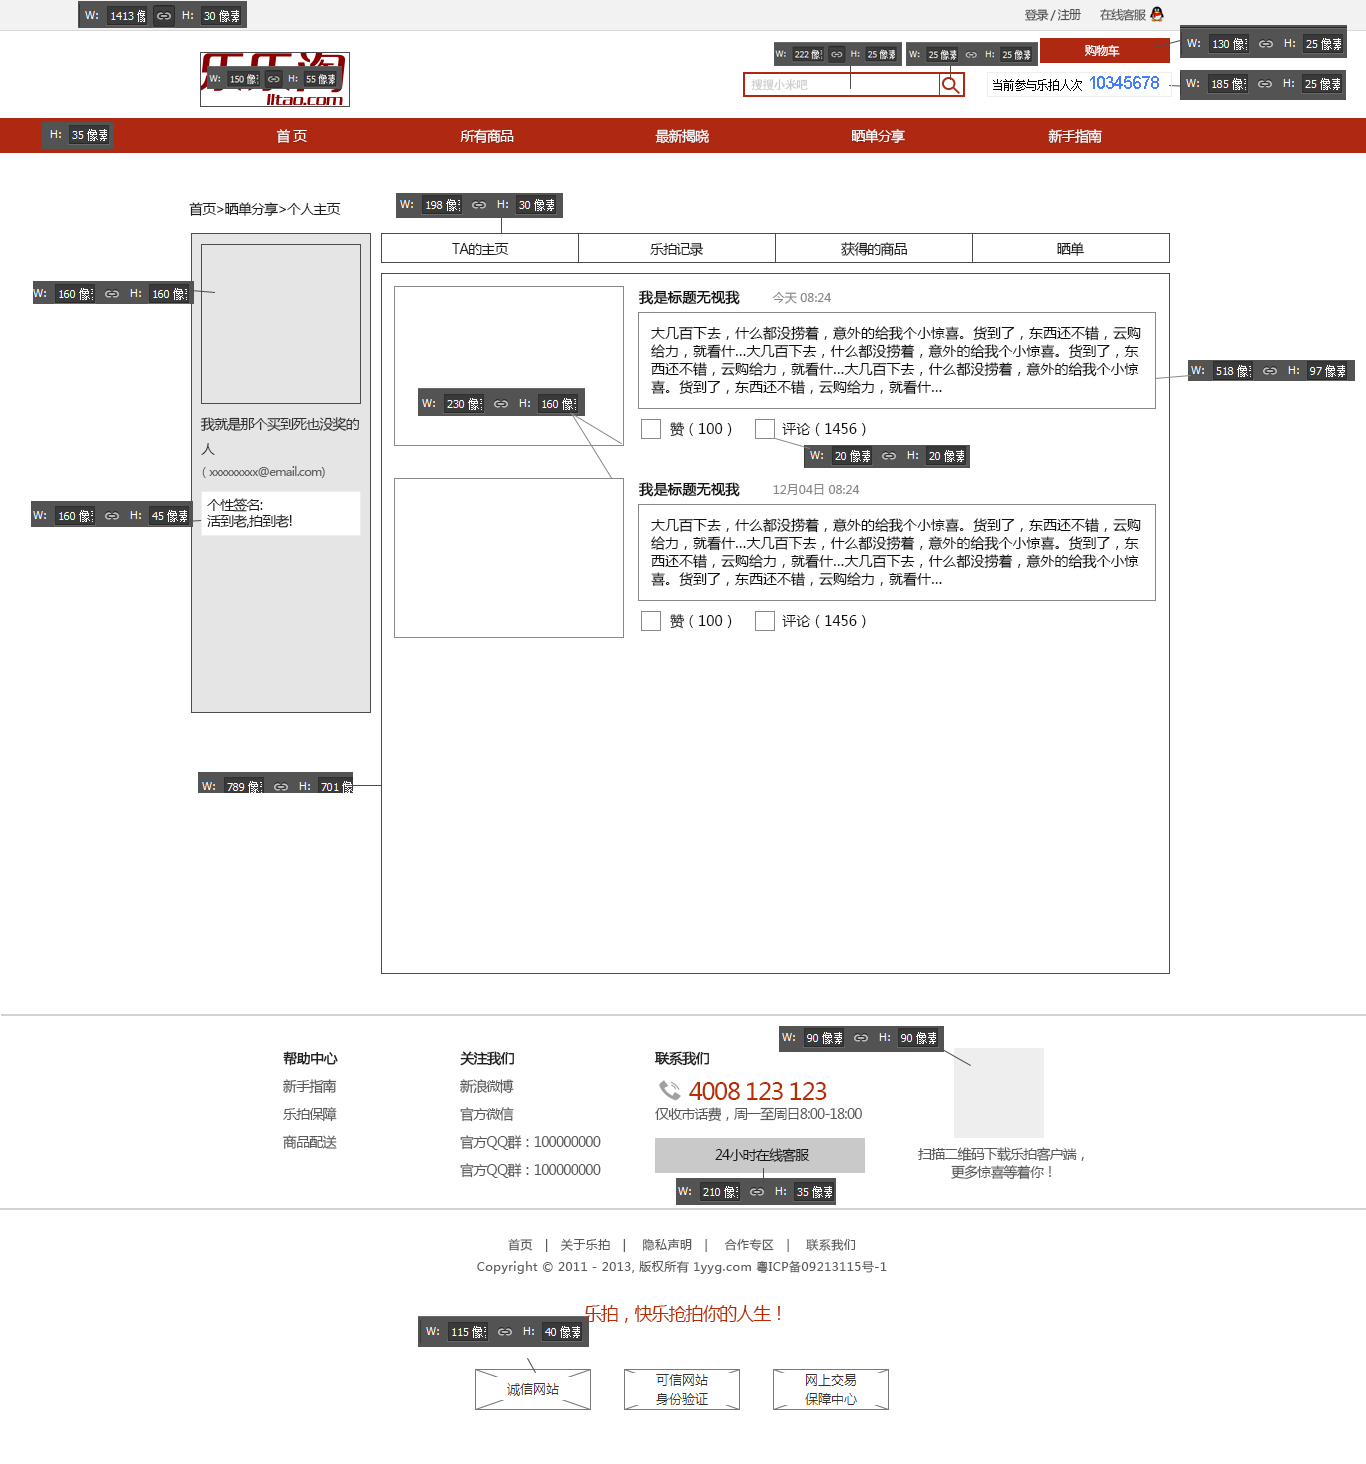 W: 1413 像 H: 30 像素
登录 / 注册 在线客服
乐乐淘
lltao.com
W: 150 像素 H: 55 像素
W: 222 像 H: 25 像素
W: 25 像素 H: 25 像素
购物车
W: 130 像素 H: 25 像素
搜搜小米吧
当前参与乐拍人次 10345678
W: 185 像 H: 25 像素
H: 35 像素
首 页 所有商品 最新揭晓 晒单分享 新手指南
首页>晒单分享>个人主页
W: 198 像 H: 30 像素
TA的主页 乐拍记录 获得的商品 晒单
W: 160 像 H: 160 像素
我就是那个买到死也没奖的
人
( xxxxxxxxx@email.com)
个性签名:
活到老,拍到老!
W: 160 像 H: 45 像素
我是标题无视我 今天 08:24
大几百下去，什么都没捞着，意外的给我个小惊喜。货到了，东西还不错，云购
给力，就看什...大几百下去，什么都没捞着，意外的给我个小惊喜。货到了，东
西还不错，云购给力，就看什...大几百下去，什么都没捞着，意外的给我个小惊
喜。货到了，东西还不错，云购给力，就看什...
W: 518 像 H: 97 像素
W: 230 像 H: 160 像
赞（100） 评论（1456）
W: 20 像素 H: 20 像素
我是标题无视我 12月04日 08:24
大几百下去，什么都没捞着，意外的给我个小惊喜。货到了，东西还不错，云购
给力，就看什...大几百下去，什么都没捞着，意外的给我个小惊喜。货到了，东
西还不错，云购给力，就看什...大几百下去，什么都没捞着，意外的给我个小惊
喜。货到了，东西还不错，云购给力，就看什...
赞（100） 评论（1456）
W: 789 像 H: 701 像
帮助中心
新手指南
乐拍保障
商品配送
关注我们
新浪微博
官方微信
官方QQ群：100000000
官方QQ群：100000000
联系我们
4008 123 123
仅收市话费，周一至周日8:00-18:00
24小时在线客服
W: 210 像 H: 35 像素
W: 90 像素 H: 90 像素
扫描二维码下载乐拍客户端，
更多惊喜等着你！
首页 | 关于乐拍 | 隐私声明 | 合作专区 | 联系我们
Copyright © 2011 - 2013, 版权所有 1yyg.com 粤ICP备09213115号-1
乐拍，快乐抢拍你的人生！
W: 115 像 H: 40 像素
诚信网站
可信网站
身份验证
网上交易
保障中心